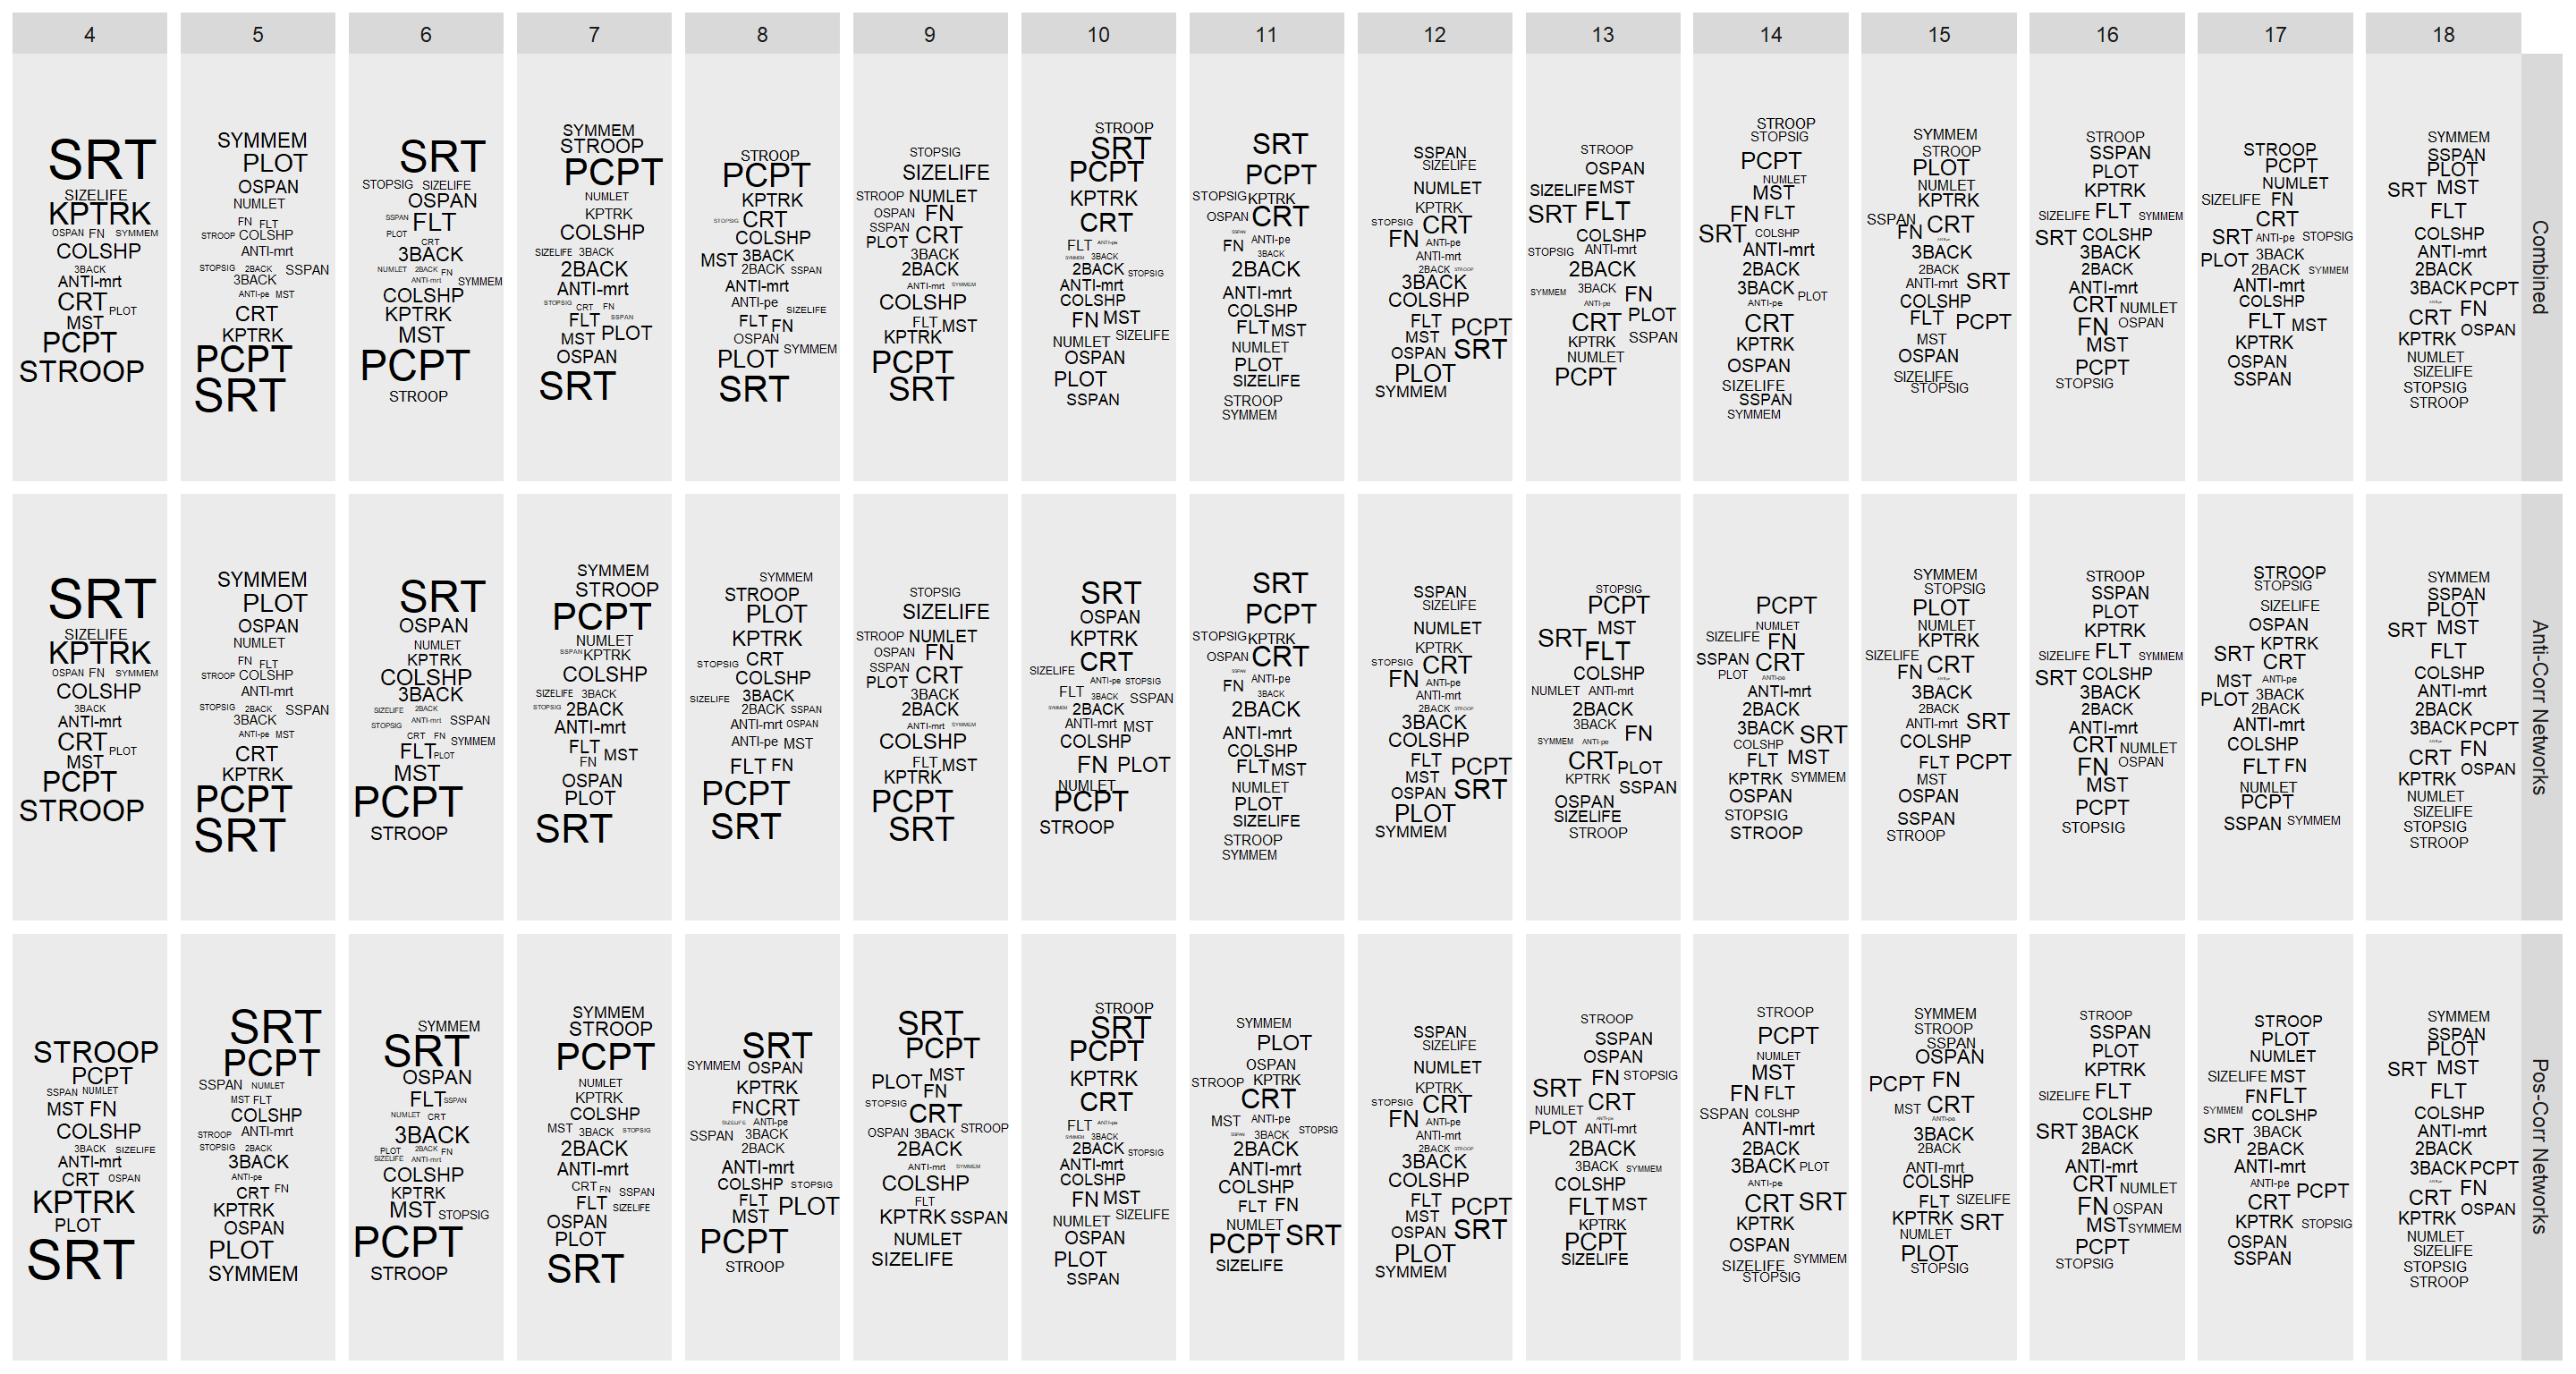 4 5 6 7 8 9 10 11 12 13 14 15 16 17 18
Combined
SRT
SIZELIFE
KPTRK
OSPAN FN SYMMEM
COLSHP
3BACK
ANTI-mrt
CRT PLOT
MST
PCPT
STROOP
SYMMEM
PLOT
OSPAN
NUMLET
FN FLT
STROOP COLSHP
ANTI-mrt
STOPSIG 2BACK SSPAN
3BACK
ANTI-pe MST
CRT
KPTRK
PCPT
SRT
SRT
STOPSIG SIZELIFE
OSPAN
SSPAN FLT
PLOT
CRT
3BACK
NUMLET 2BACK FN
ANTI-mrt SYMMEM
COLSHP
KPTRK
MST
PCPT
STROOP
SYMMEM
STROOP
PCPT
NUMLET
KPTRK
COLSHP
SIZELIFE 3BACK
2BACK
ANTI-mrt
STOPSIG CRT FN
FLT SSPAN
MST PLOT
OSPAN
SRT
STROOP
PCPT
KPTRK
STOPSIG CRT
COLSHP
MST 3BACK
2BACK SSPAN
ANTI-mrt
ANTI-pe
SIZELIFE
FLT FN
OSPAN
PLOT SYMMEM
SRT
STOPSIG
SIZELIFE
STROOP NUMLET
OSPAN FN
SSPAN
PLOT CRT
3BACK
2BACK
ANTI-mrt SYMMEM
COLSHP
FLT MST
KPTRK
PCPT
SRT
STROOP
SRT
PCPT
KPTRK
CRT
FLT ANTI-pe
SYMMEM 3BACK
2BACK STOPSIG
ANTI-mrt
COLSHP
FN MST
NUMLET SIZELIFE
OSPAN
PLOT
SSPAN
SRT
PCPT
STOPSIG KPTRK
OSPAN CRT
SSPAN
FN ANTI-pe
3BACK
2BACK
ANTI-mrt
COLSHP
FLT MST
NUMLET
PLOT
SIZELIFE
STROOP
SYMMEM
SSPAN
SIZELIFE
NUMLET
KPTRK
STOPSIG CRT
FN ANTI-pe
ANTI-mrt
2BACK STROOP
3BACK
COLSHP
FLT PCPT
MST
OSPAN SRT
PLOT
SYMMEM
STROOP
OSPAN
SIZELIFE MST
SRT FLT
COLSHP
STOPSIG ANTI-mrt
2BACK
SYMMEM 3BACK FN
ANTI-pe
CRT PLOT
KPTRK SSPAN
NUMLET
PCPT
STROOP
STOPSIG
PCPT
NUMLET
MST
FN FLT
SRT COLSHP
ANTI-mrt
2BACK
3BACK PLOT
ANTI-pe
CRT
KPTRK
OSPAN
SIZELIFE
SSPAN
SYMMEM
SYMMEM
STROOP
PLOT
NUMLET
KPTRK
SSPAN CRT
FN
ANTI-pe
3BACK
2BACK
ANTI-mrt SRT
COLSHP
FLT PCPT
MST
OSPAN
SIZELIFE
STOPSIG
STROOP
SSPAN
PLOT
KPTRK
SIZELIFE FLT SYMMEM
SRT COLSHP
3BACK
2BACK
ANTI-mrt
CRT NUMLET
FN OSPAN
MST
PCPT
STOPSIG
STROOP
PCPT
NUMLET
SIZELIFE FN
CRT
SRT ANTI-pe STOPSIG
PLOT 3BACK
2BACK SYMMEM
ANTI-mrt
COLSHP
FLT MST
KPTRK
OSPAN
SSPAN
SYMMEM
SSPAN
PLOT
SRT MST
FLT
COLSHP
ANTI-mrt
2BACK
3BACK PCPT
ANTI-pe
CRT FN
OSPAN
KPTRK
NUMLET
SIZELIFE
STOPSIG
STROOP
Anti-Corr Networks
SRT
SIZELIFE
KPTRK
OSPAN FN SYMMEM
COLSHP
3BACK
ANTI-mrt
CRT PLOT
MST
PCPT
STROOP
SYMMEM
PLOT
OSPAN
NUMLET
FN FLT
STROOP COLSHP
ANTI-mrt
STOPSIG 2BACK SSPAN
3BACK
ANTI-pe MST
CRT
KPTRK
PCPT
SRT
SRT
OSPAN
NUMLET
KPTRK
COLSHP
3BACK
SIZELIFE 2BACK
STOPSIG ANTI-mrt SSPAN
CRT FN SYMMEM
FLT PLOT
MST
PCPT
STROOP
SYMMEM
STROOP
PCPT
NUMLET
SSPAN KPTRK
COLSHP
SIZELIFE 3BACK
STOPSIG 2BACK
ANTI-mrt
FLT MST
FN
OSPAN
PLOT
SRT
SYMMEM
STROOP
PLOT
KPTRK
STOPSIG CRT
COLSHP
SIZELIFE 3BACK
2BACK SSPAN
ANTI-mrt OSPAN
ANTI-pe MST
FLT FN
PCPT
SRT
STOPSIG
SIZELIFE
STROOP NUMLET
OSPAN FN
SSPAN
PLOT CRT
3BACK
2BACK
ANTI-mrt SYMMEM
COLSHP
FLT MST
KPTRK
PCPT
SRT
SRT
OSPAN
KPTRK
CRT
SIZELIFE
ANTI-pe STOPSIG
FLT 3BACK SSPAN
SYMMEM 2BACK
ANTI-mrt MST
COLSHP
FN PLOT
NUMLET
PCPT
STROOP
SRT
PCPT
STOPSIG KPTRK
OSPAN CRT
SSPAN
FN ANTI-pe
3BACK
2BACK
ANTI-mrt
COLSHP
FLT MST
NUMLET
PLOT
SIZELIFE
STROOP
SYMMEM
SSPAN
SIZELIFE
NUMLET
KPTRK
STOPSIG CRT
FN ANTI-pe
ANTI-mrt
2BACK STROOP
3BACK
COLSHP
FLT PCPT
MST
OSPAN SRT
PLOT
SYMMEM
STOPSIG
PCPT
MST
SRT FLT
COLSHP
NUMLET ANTI-mrt
2BACK
3BACK FN
SYMMEM ANTI-pe
CRT PLOT
KPTRK SSPAN
OSPAN
SIZELIFE
STROOP
PCPT
NUMLET
SIZELIFE FN
SSPAN CRT
PLOT ANTI-pe
ANTI-mrt
2BACK
3BACK SRT
COLSHP
FLT MST
KPTRK SYMMEM
OSPAN
STOPSIG
STROOP
SYMMEM
STOPSIG
PLOT
NUMLET
KPTRK
SIZELIFE CRT
FN
ANTI-pe
3BACK
2BACK
ANTI-mrt SRT
COLSHP
FLT PCPT
MST
OSPAN
SSPAN
STROOP
STROOP
SSPAN
PLOT
KPTRK
SIZELIFE FLT SYMMEM
SRT COLSHP
3BACK
2BACK
ANTI-mrt
CRT NUMLET
FN OSPAN
MST
PCPT
STOPSIG
STROOP
STOPSIG
SIZELIFE
OSPAN
KPTRK
SRT CRT
MST ANTI-pe
PLOT 3BACK
2BACK
ANTI-mrt
COLSHP
FLT FN
NUMLET
PCPT
SSPAN SYMMEM
SYMMEM
SSPAN
PLOT
SRT MST
FLT
COLSHP
ANTI-mrt
2BACK
3BACK PCPT
ANTI-pe
CRT FN
OSPAN
KPTRK
NUMLET
SIZELIFE
STOPSIG
STROOP
Pos-Corr Networks
STROOP
PCPT
SSPAN NUMLET
MST FN
COLSHP
3BACK SIZELIFE
ANTI-mrt
CRT OSPAN
KPTRK
PLOT
SRT
SRT
PCPT
SSPAN NUMLET
MST FLT
COLSHP
STROOP ANTI-mrt
STOPSIG 2BACK
3BACK
ANTI-pe
CRT FN
KPTRK
OSPAN
PLOT
SYMMEM
SYMMEM
SRT
OSPAN
FLT SSPAN
NUMLET CRT
3BACK
PLOT 2BACK FN
SIZELIFE ANTI-mrt
COLSHP
KPTRK
MST STOPSIG
PCPT
STROOP
SYMMEM
STROOP
PCPT
NUMLET
KPTRK
COLSHP
MST 3BACK STOPSIG
2BACK
ANTI-mrt
CRT FN SSPAN
FLT SIZELIFE
OSPAN
PLOT
SRT
SRT
SYMMEM OSPAN
KPTRK
FN CRT
SIZELIFE ANTI-pe
SSPAN 3BACK
2BACK
ANTI-mrt
COLSHP STOPSIG
FLT PLOT
MST
PCPT
STROOP
SRT
PCPT
PLOT MST
FN
STOPSIG CRT
OSPAN 3BACK STROOP
2BACK
ANTI-mrt SYMMEM
COLSHP
FLT
KPTRK SSPAN
NUMLET
SIZELIFE
STROOP
SRT
PCPT
KPTRK
CRT
FLT ANTI-pe
SYMMEM 3BACK
2BACK STOPSIG
ANTI-mrt
COLSHP
FN MST
NUMLET SIZELIFE
OSPAN
PLOT
SSPAN
SYMMEM
PLOT
OSPAN
STROOP KPTRK
CRT
MST ANTI-pe
SSPAN 3BACK STOPSIG
2BACK
ANTI-mrt
COLSHP
FLT FN
NUMLET SRT
PCPT
SIZELIFE
SSPAN
SIZELIFE
NUMLET
KPTRK
STOPSIG CRT
FN ANTI-pe
ANTI-mrt
2BACK STROOP
3BACK
COLSHP
FLT PCPT
MST
OSPAN SRT
PLOT
SYMMEM
STROOP
SSPAN
OSPAN
FN STOPSIG
SRT
NUMLET CRT
ANTI-pe
PLOT ANTI-mrt
2BACK
3BACK SYMMEM
COLSHP
FLT MST
KPTRK
PCPT
SIZELIFE
STROOP
PCPT
NUMLET
MST
FN FLT
SSPAN COLSHP
ANTI-mrt
2BACK
3BACK PLOT
ANTI-pe
CRT SRT
KPTRK
OSPAN
SYMMEM
SIZELIFE
STOPSIG
SYMMEM
STROOP
SSPAN
OSPAN
PCPT FN
MST CRT
ANTI-pe
3BACK
2BACK
ANTI-mrt
COLSHP
FLT SIZELIFE
KPTRK SRT
NUMLET
PLOT
STOPSIG
STROOP
SSPAN
PLOT
KPTRK
SIZELIFE FLT
COLSHP
SRT 3BACK
2BACK
ANTI-mrt
CRT NUMLET
FN OSPAN
MST SYMMEM
PCPT
STOPSIG
STROOP
PLOT
NUMLET
SIZELIFE MST
FN FLT
SYMMEM COLSHP
SRT 3BACK
2BACK
ANTI-mrt
ANTI-pe PCPT
CRT
KPTRK STOPSIG
OSPAN
SSPAN
SYMMEM
SSPAN
PLOT
SRT MST
FLT
COLSHP
ANTI-mrt
2BACK
3BACK PCPT
ANTI-pe
CRT FN
OSPAN
KPTRK
NUMLET
SIZELIFE
STOPSIG
STROOP